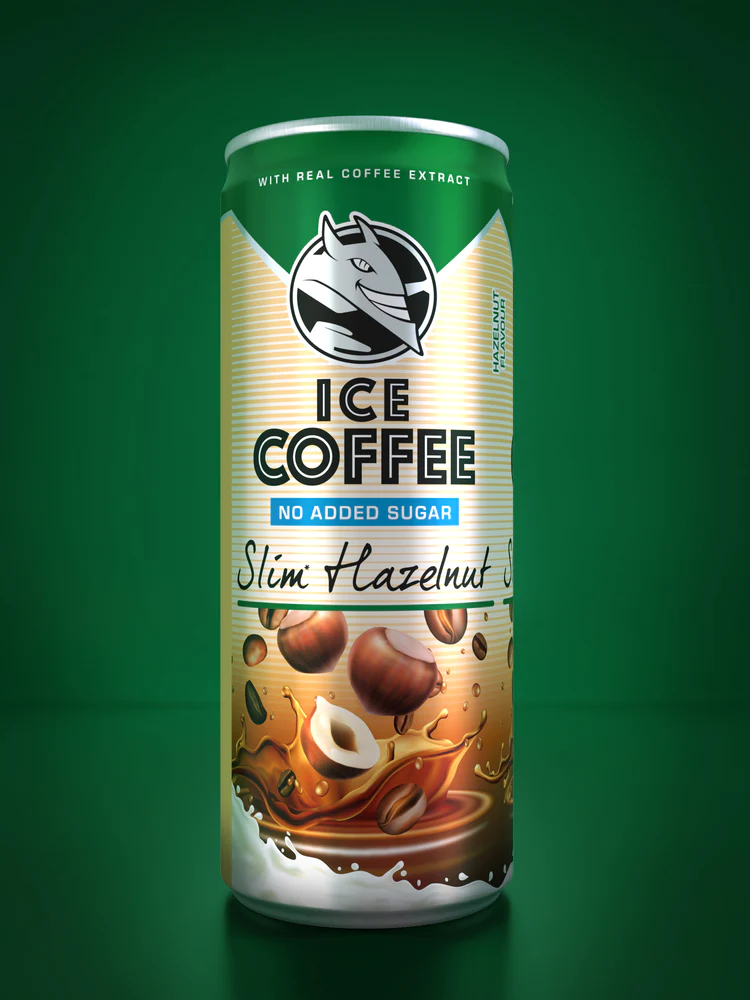 WITH REAL COFFEE EXTRACT
HAZELNUT
FLAVOUR
ICE
COFFEE
NO ADDED SUGAR
Slim* Hazelnut
S